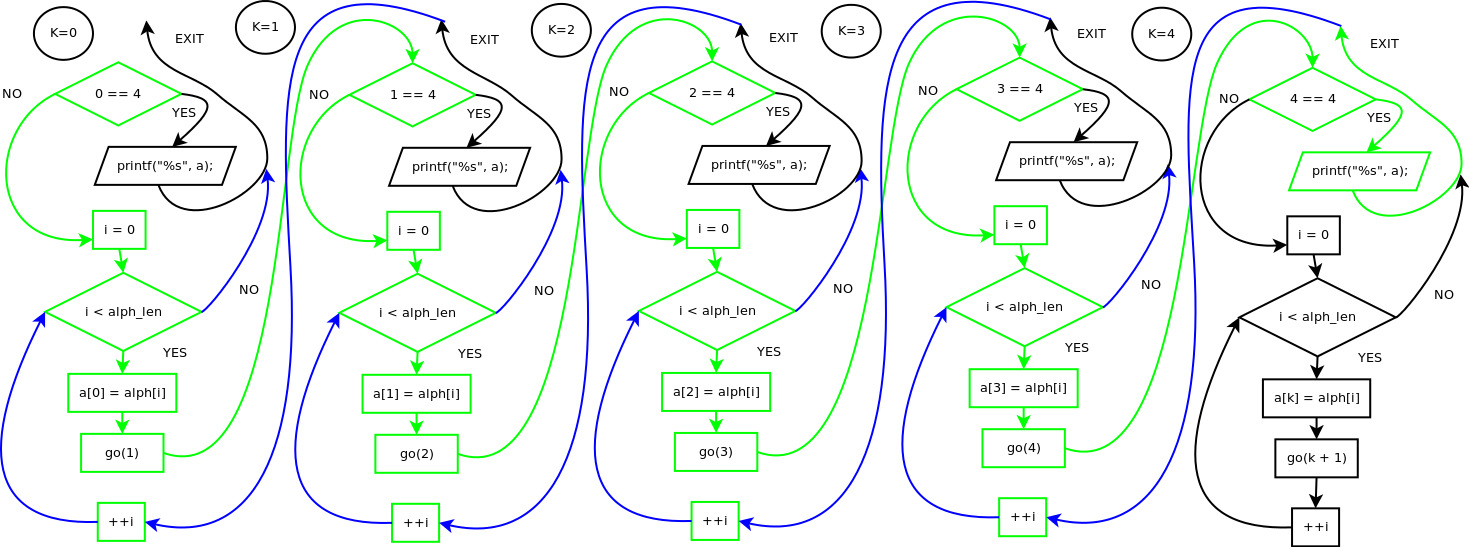 K=0
EXIT
0 == 4
NO
YES
printf("%s", a);
i = 0
i < alph_len
NO
YES
a[0] = alph[i]
go(1)
++i
K=1
EXIT
1 == 4
NO
YES
printf("%s", a);
i = 0
i < alph_len
NO
YES
a[1] = alph[i]
go(2)
++i
K=2
EXIT
2 == 4
NO
YES
printf("%s", a);
i = 0
i < alph_len
NO
YES
a[2] = alph[i]
go(3)
++i
K=3
EXIT
3 == 4
NO
YES
printf("%s", a);
i = 0
i < alph_len
NO
YES
a[3] = alph[i]
go(4)
++i
K=4
EXIT
4 == 4
NO
YES
printf("%s", a);
i = 0
i < alph_len
NO
YES
a[k] = alph[i]
go(k + 1)
++i